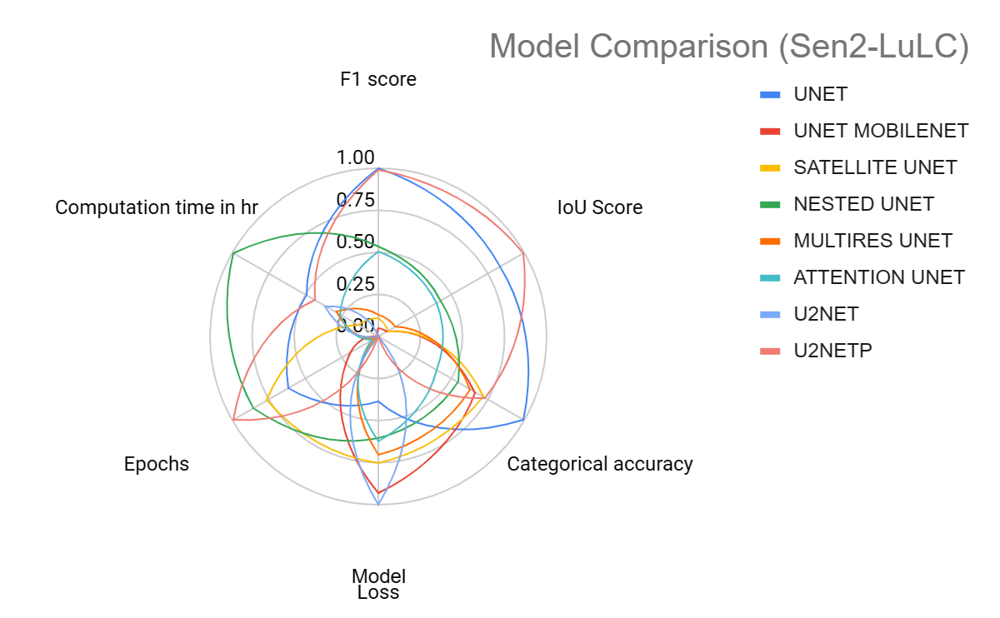 Model Comparison (Sen2-LuLC)
F1 score
UNET
UNET MOBILENET
SATELLITE UNET
NESTED UNET
MULTIRES UNET
ATTENTION UNET
U2NET
U2NETP
1.00
0.75
0.50
0.25
0.00
Computation time in hr
IoU Score
Epochs
Categorical accuracy
Model
Loss